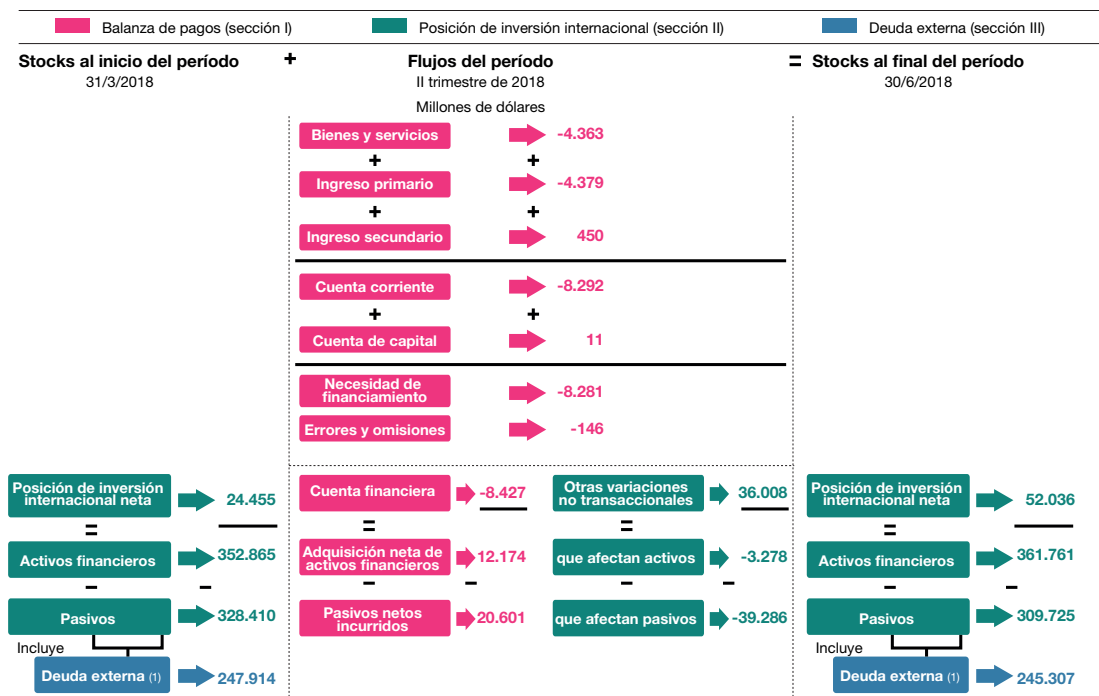 Balanza de pagos (sección I) Posición de inversión internacional (sección II) Deuda externa (sección III)
Stocks al inicio del período + Flujos del período = Stocks al final del período
31/3/2018 II trimestre de 2018 30/6/2018
Millones de dólares
Bienes y servicios -4.363
+ +
Ingreso primario -4.379
+ +
Ingreso secundario 450
Cuenta corriente -8.292
+ +
Cuenta de capital 11
Necesidad de
financiamiento -8.281
Errores y omisiones -146
Posición de inversión
internacional neta 24.455
=
Activos financieros 352.865
– –
Pasivos 328.410
Incluye
Deuda externa (1) 247.914
Cuenta financiera -8.427
=
Adquisición neta de
activos financieros 12.174
– –
Pasivos netos
incurridos 20.601
Otras variaciones
no transaccionales 36.008
=
que afectan activos -3.278
– –
que afectan pasivos -39.286
Posición de inversión
internacional neta 52.036
=
Activos financieros 361.761
– –
Pasivos 309.725
Incluye
Deuda externa (1) 245.307